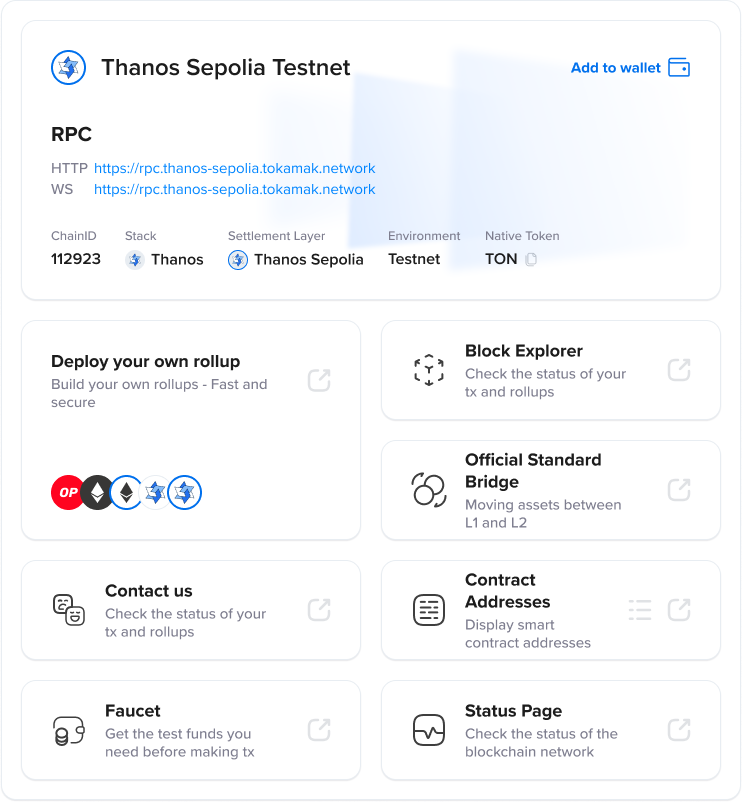 Thanos Sepolia Testnet
Add to wallet
RPC
HTTP https://rpc.thanos-sepolia.tokamak.network
WS https://rpc.thanos-sepolia.tokamak.network
ChainID Stack Settlement Layer Environment Native Token
112923 Thanos Thanos Sepolia Testnet TON
Deploy your own rollup
Build your own rollups - Fast and
secure
OP
Block Explorer
Check the status of your
tx and rollups
Official Standard
Bridge
Moving assets between
L1 and L2
Contact us
Check the status of your
tx and rollups
Contract
Addresses
Display smart
contract addresses
Faucet
Get the test funds you
need before making tx
Status Page
Check the status of the
blockchain network